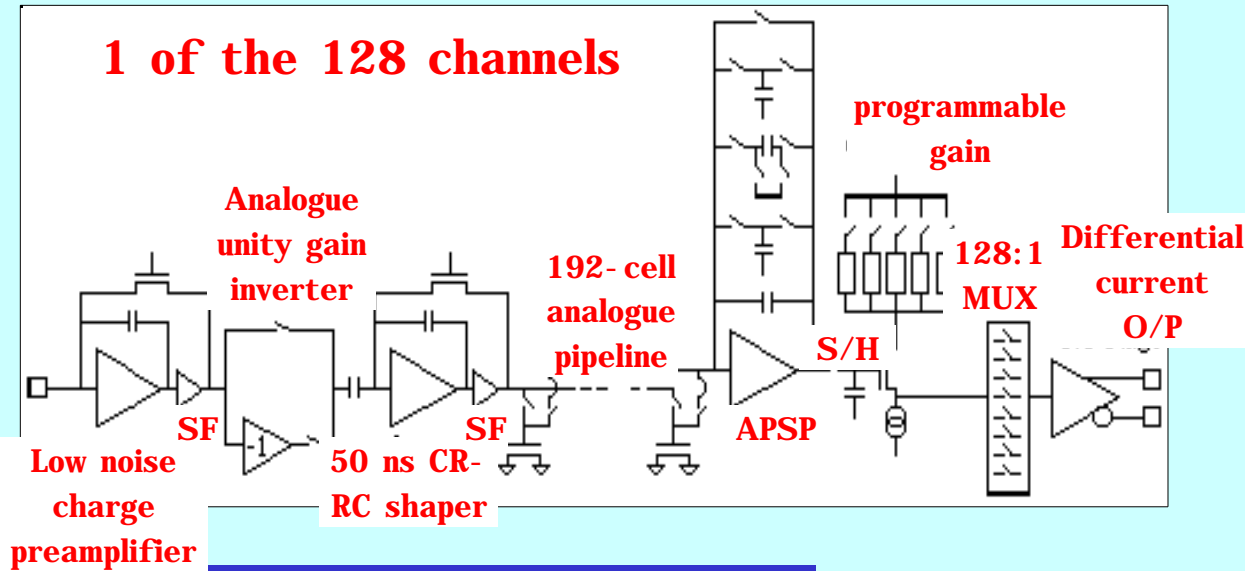 1 of the 128 channels
programmable
gain
Analogue
unity gain
inverter
192-cell
analogue
pipeline
128:1
MUX
Differential
current
O/P
S/H
SF
SF
APSP
-1
Low noise
charge
preamplifier
50 ns CR-
RC shaper